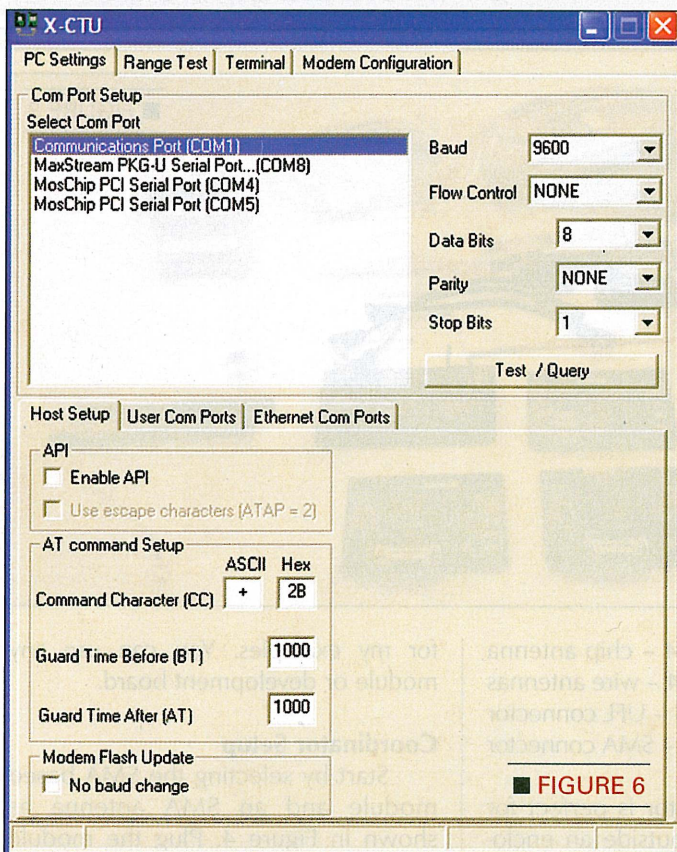 X-CTU
PC Settings Range Test Terminal Modem Configuration
Com Port Setup
Select Com Port
Communications Port (COM1)
MaxStream PKG-U Serial Port...(COM8)
MosChip PCI Serial Port (COM4)
MosChip PCI Serial Port (COM5)
Baud 9600
Flow Control NONE
Data Bits 8
Parity NONE
Stop Bits 1
Test / Query
Host Setup User Com Ports Ethernet Com Ports
API
Enable API
Use escape characters (ATAP = 2)
AT command Setup
ASCII Hex
Command Character (CC) + 2B
Guard Time Before (BT) 1000
Guard Time After (AT) 1000
Modem Flash Update
No baud change
FIGURE 6